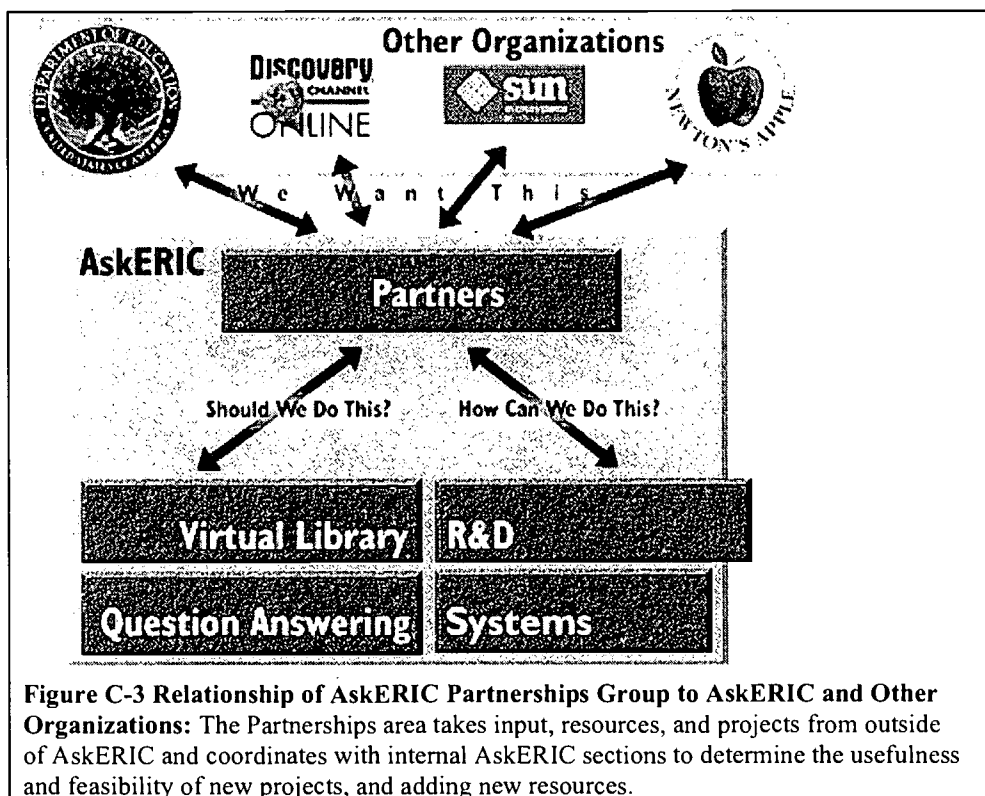 Other Organizations
DEPARTMENT OF EDUCATION
DISCOVERY
CHANNEL
ONLINE
sun
NEWTON'S APPLE
We Want This
AskERIC
Partners
Should We Do This?
How Can We Do This?
Virtual Library
R&D
Question Answering
Systems
Figure C-3 Relationship of AskERIC Partnerships Group to AskERIC and Other
Organizations: The Partnerships area takes input, resources, and projects from outside
of AskERIC and coordinates with internal AskERIC sections to determine the usefulness
and feasibility of new projects, and adding new resources.